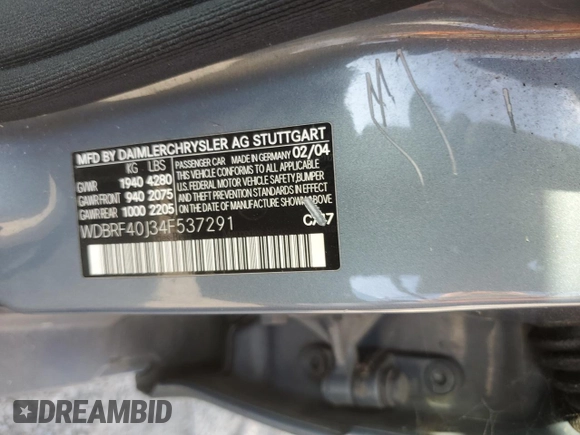 MFD BY DAIMLERCHRYSLER AG STUTTGART
KG LBS
GVWR 1940 4280
GAWR FRONT 940 2075
GAWR REAR 1000 2205
PASSENGER CAR MADE IN GERMANY 02/04
THIS VEHICLE CONFORMS TO ALL APPLICABLE
U.S. FEDERAL MOTOR VEHICLE SAFETY, BUMPER
AND THEFT PREVENTION STANDARDS IN EFFECT
ON THE DATE OF MANUFACTURE SHOWN ABOVE.
WDBRF40J34F537291
DREAMBID